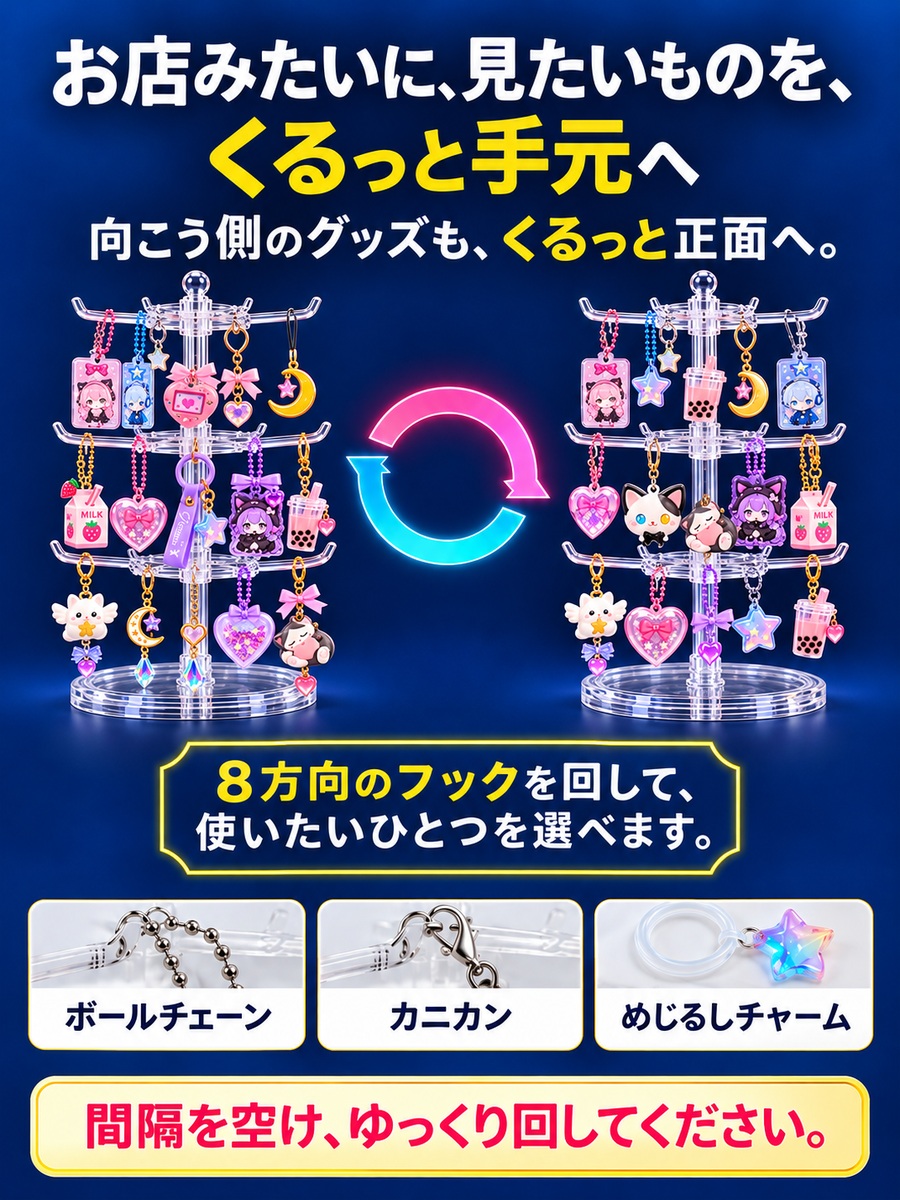 お店みたいに、見たいものを、
くるっと手元へ
向こう側のグッズも、くるっと正面へ。
MILK
MILK
8方向のフックを回して、
使いたいひとつを選べます。
ボールチェーン
カニカン
めじるしチャーム
間隔を空け、ゆっくり回してください。